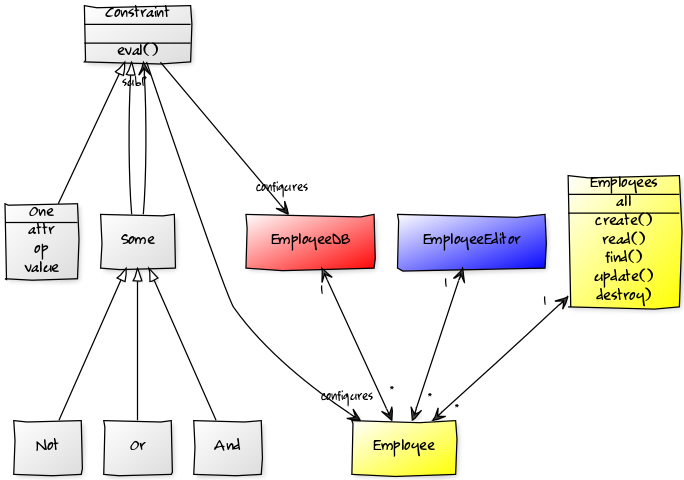 Constraint
eval()
subf
configures
Employees
all
create()
read()
find()
update()
destroy)
One
attr
op
value
Some
EmployeeDB
EmployeeEditor
1
1
1
configures
*
*
*
Not
Or
And
Employee